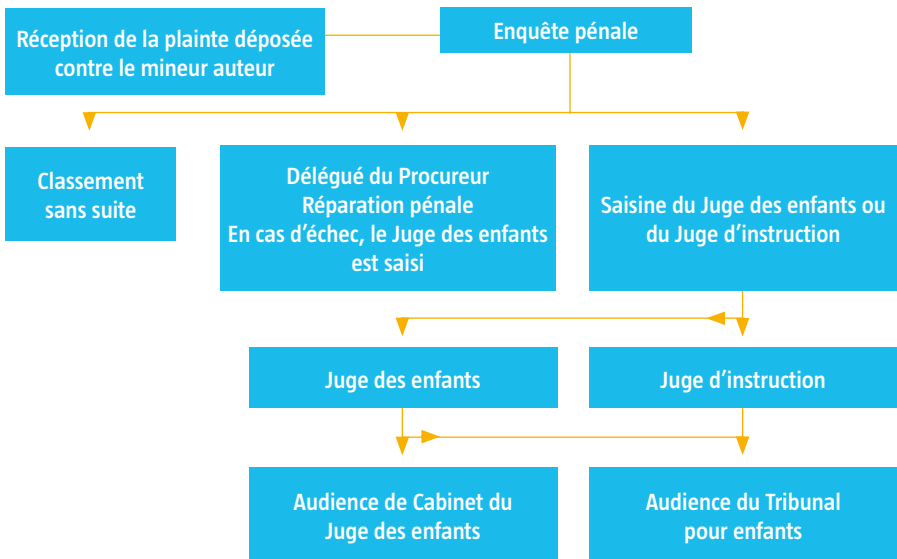 Réception de la plainte déposée
contre le mineur auteur
Enquête pénale
Classement
sans suite
Délégué du Procureur
Réparation pénale
En cas d'échec, le Juge des enfants
est saisi
Saisine du Juge des enfants ou
du Juge d'instruction
Juge des enfants
Juge d'instruction
Audience de Cabinet du
Juge des enfants
Audience du Tribunal
pour enfants